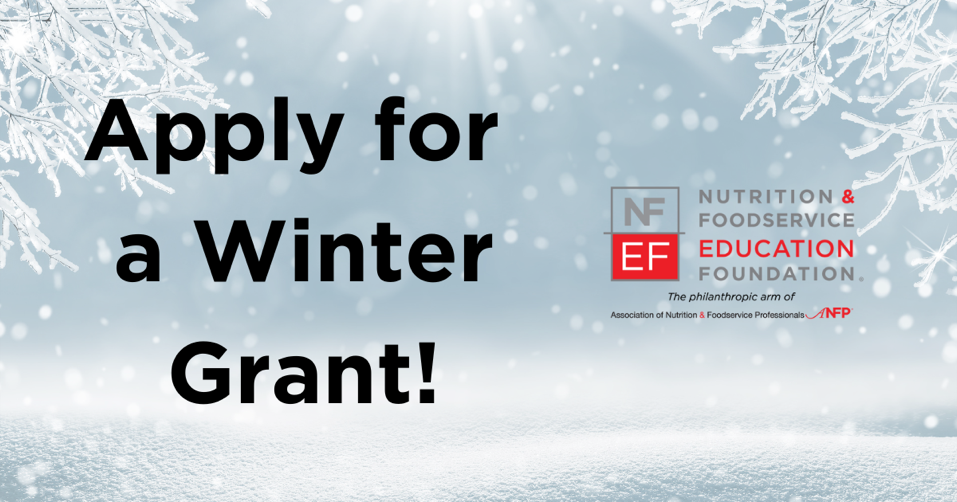 Apply for
a Winter
Grant!
NF
EF
NUTRITION &
FOODSERVICE
EDUCATION
FOUNDATION®
The philanthropic arm of
Association of Nutrition & Foodservice Professionals ANFP